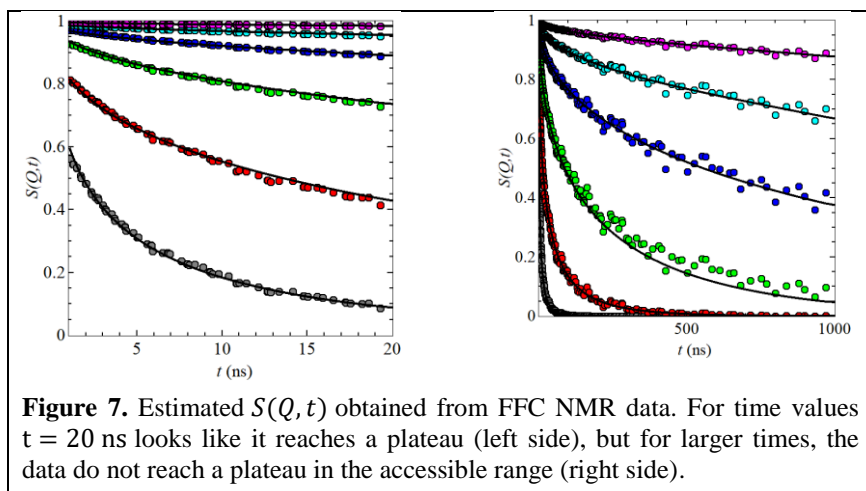 1
0.8
0.6
0.4
0.2
0
S(Q,t)
5
10
15
20
t (ns)
1
0.8
0.6
0.4
0.2
0
S(Q,t)
500
1000
t (ns)
Figure 7. Estimated S(Q, t) obtained from FFC NMR data. For time values
t = 20 ns looks like it reaches a plateau (left side), but for larger times, the
data do not reach a plateau in the accessible range (right side).